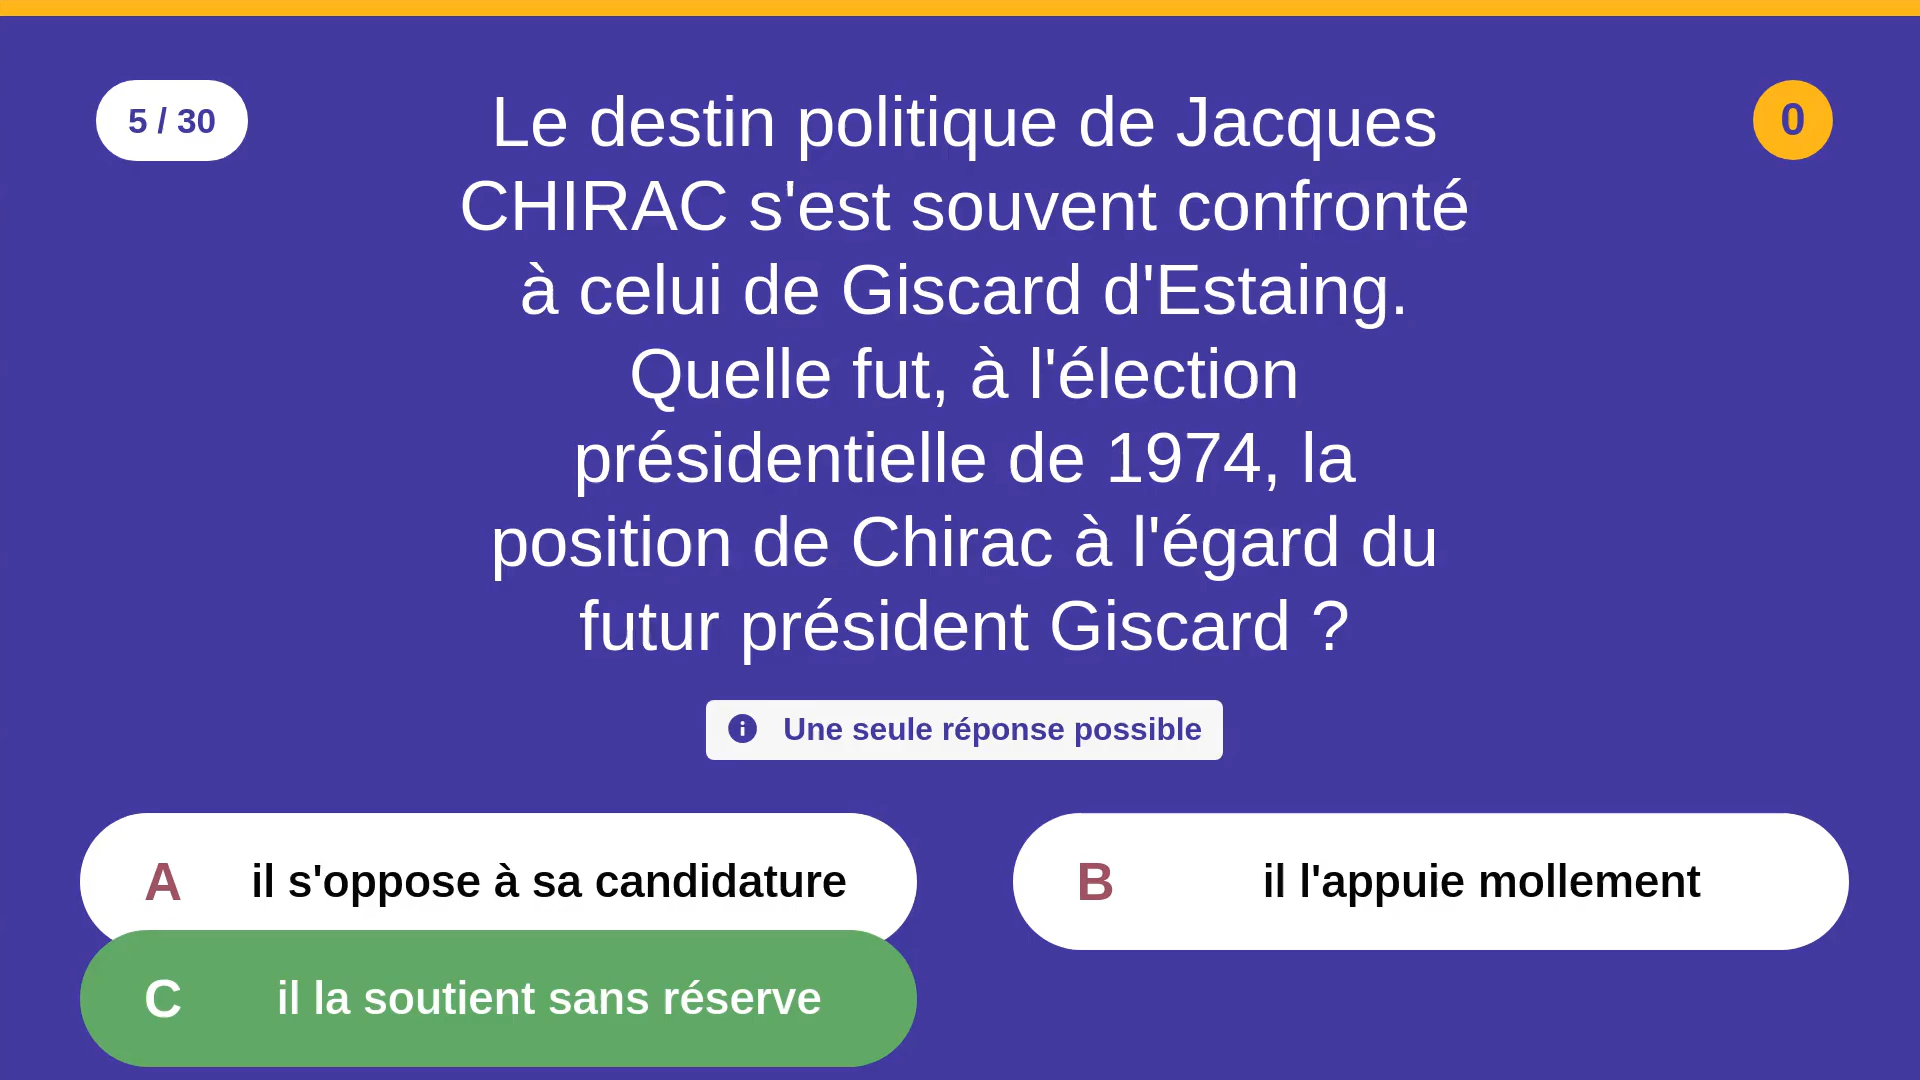 5 / 30
0
Le destin politique de Jacques
CHIRAC s'est souvent confronté
à celui de Giscard d'Estaing.
Quelle fut, à l'élection
présidentielle de 1974, la
position de Chirac à l'égard du
futur président Giscard ?
Une seule réponse possible
A il s'oppose à sa candidature
B il l'appuie mollement
C il la soutient sans réserve